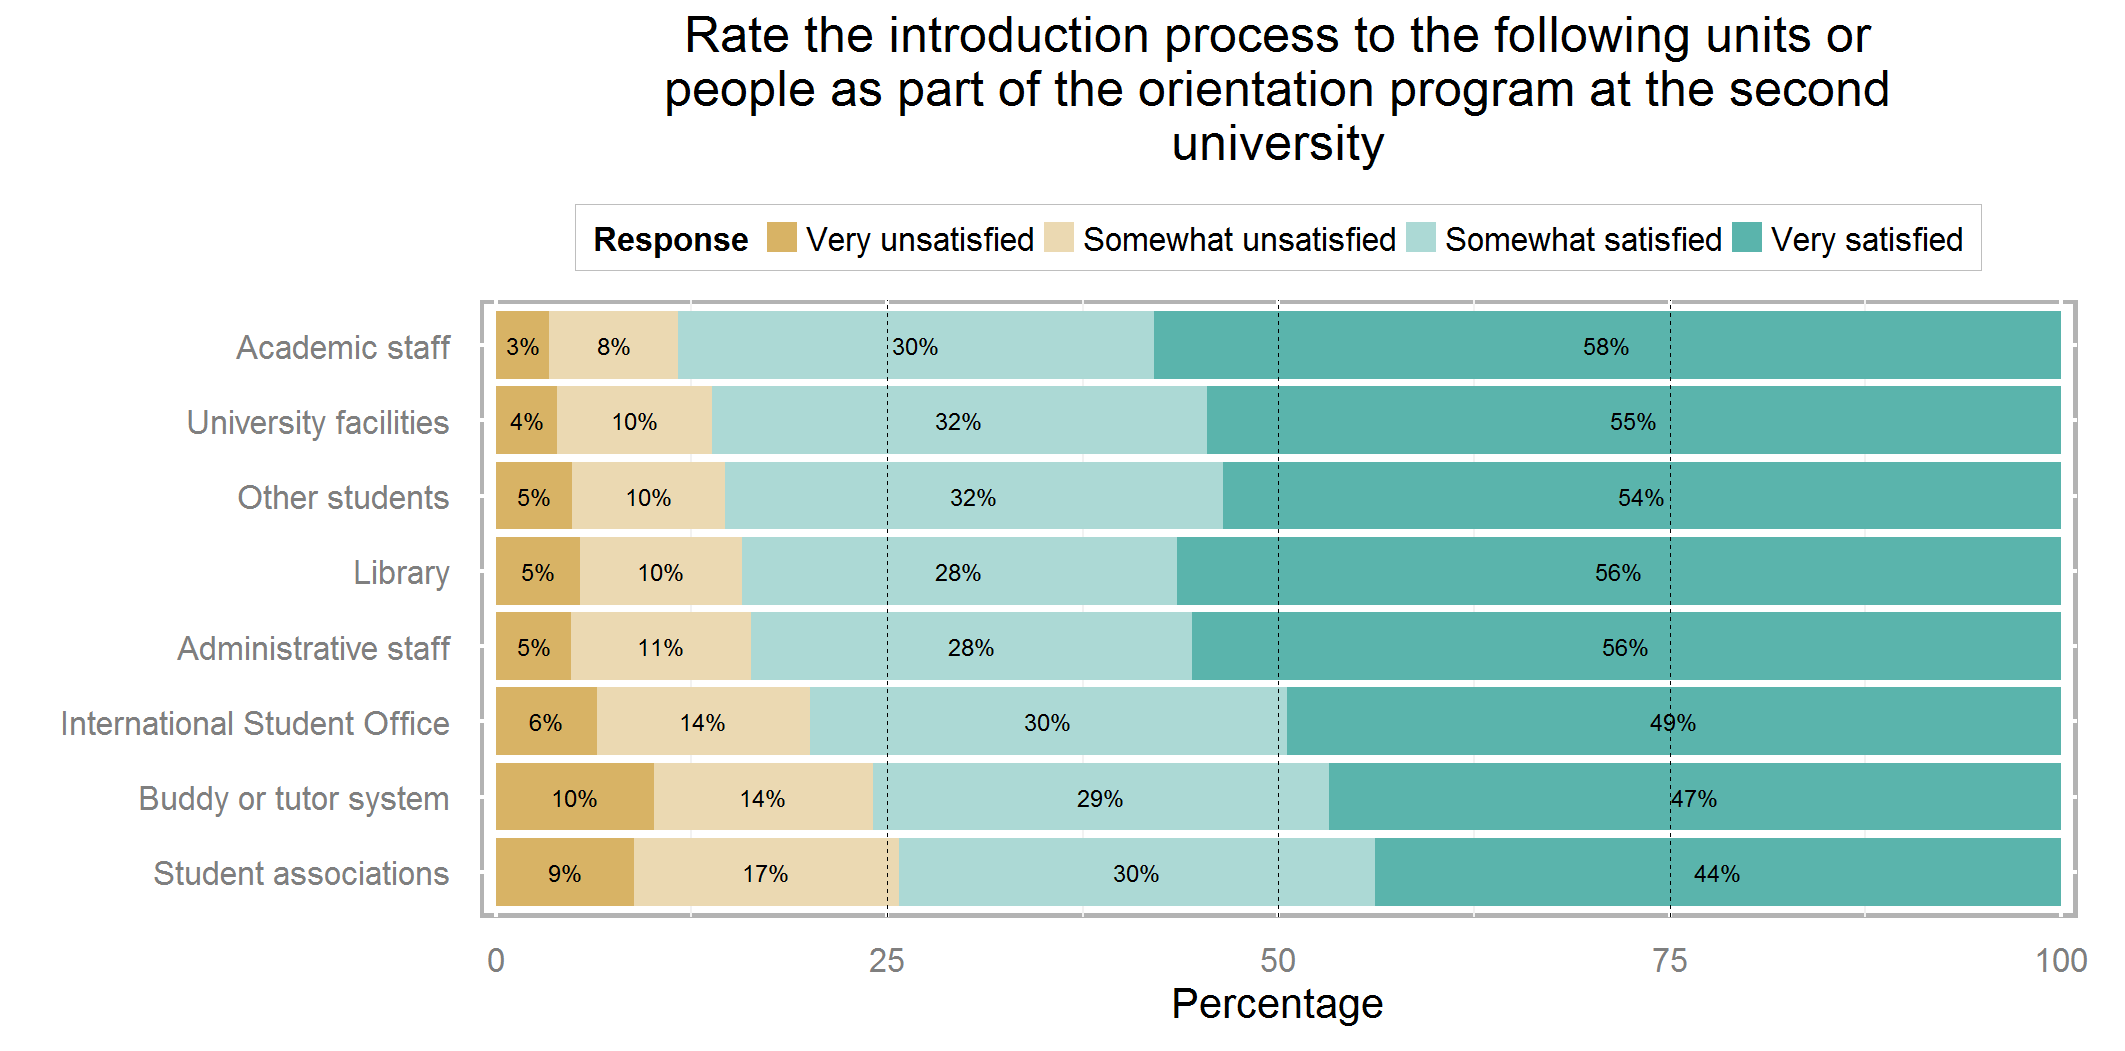 Rate the introduction process to the following units or
people as part of the orientation program at the second
university
Response Very unsatisfied Somewhat unsatisfied Somewhat satisfied Very satisfied
Academic staff 3% 8% 30% 58%
University facilities 4% 10% 32% 55%
Other students 5% 10% 32% 54%
Library 5% 10% 28% 56%
Administrative staff 5% 11% 28% 56%
International Student Office 6% 14% 30% 49%
Buddy or tutor system 10% 14% 29% 47%
Student associations 9% 17% 30% 44%
0 25 50 75 100
Percentage